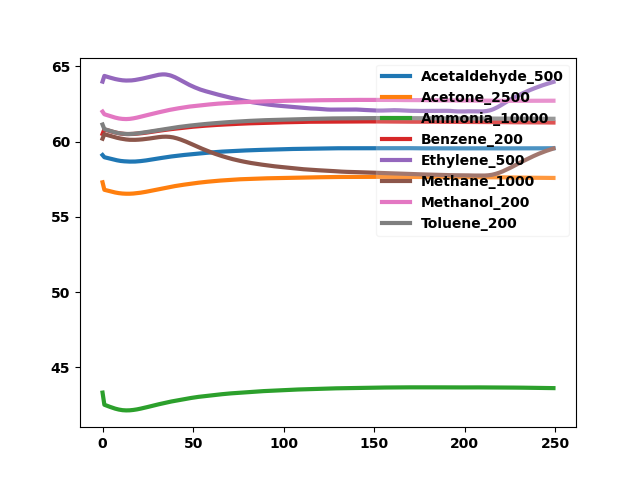 65
60
55
50
45
0
50
100
150
200
250
Acetaldehyde_500
Acetone_2500
Ammonia_10000
Benzene_200
Ethylene_500
Methane_1000
Methanol_200
Toluene_200